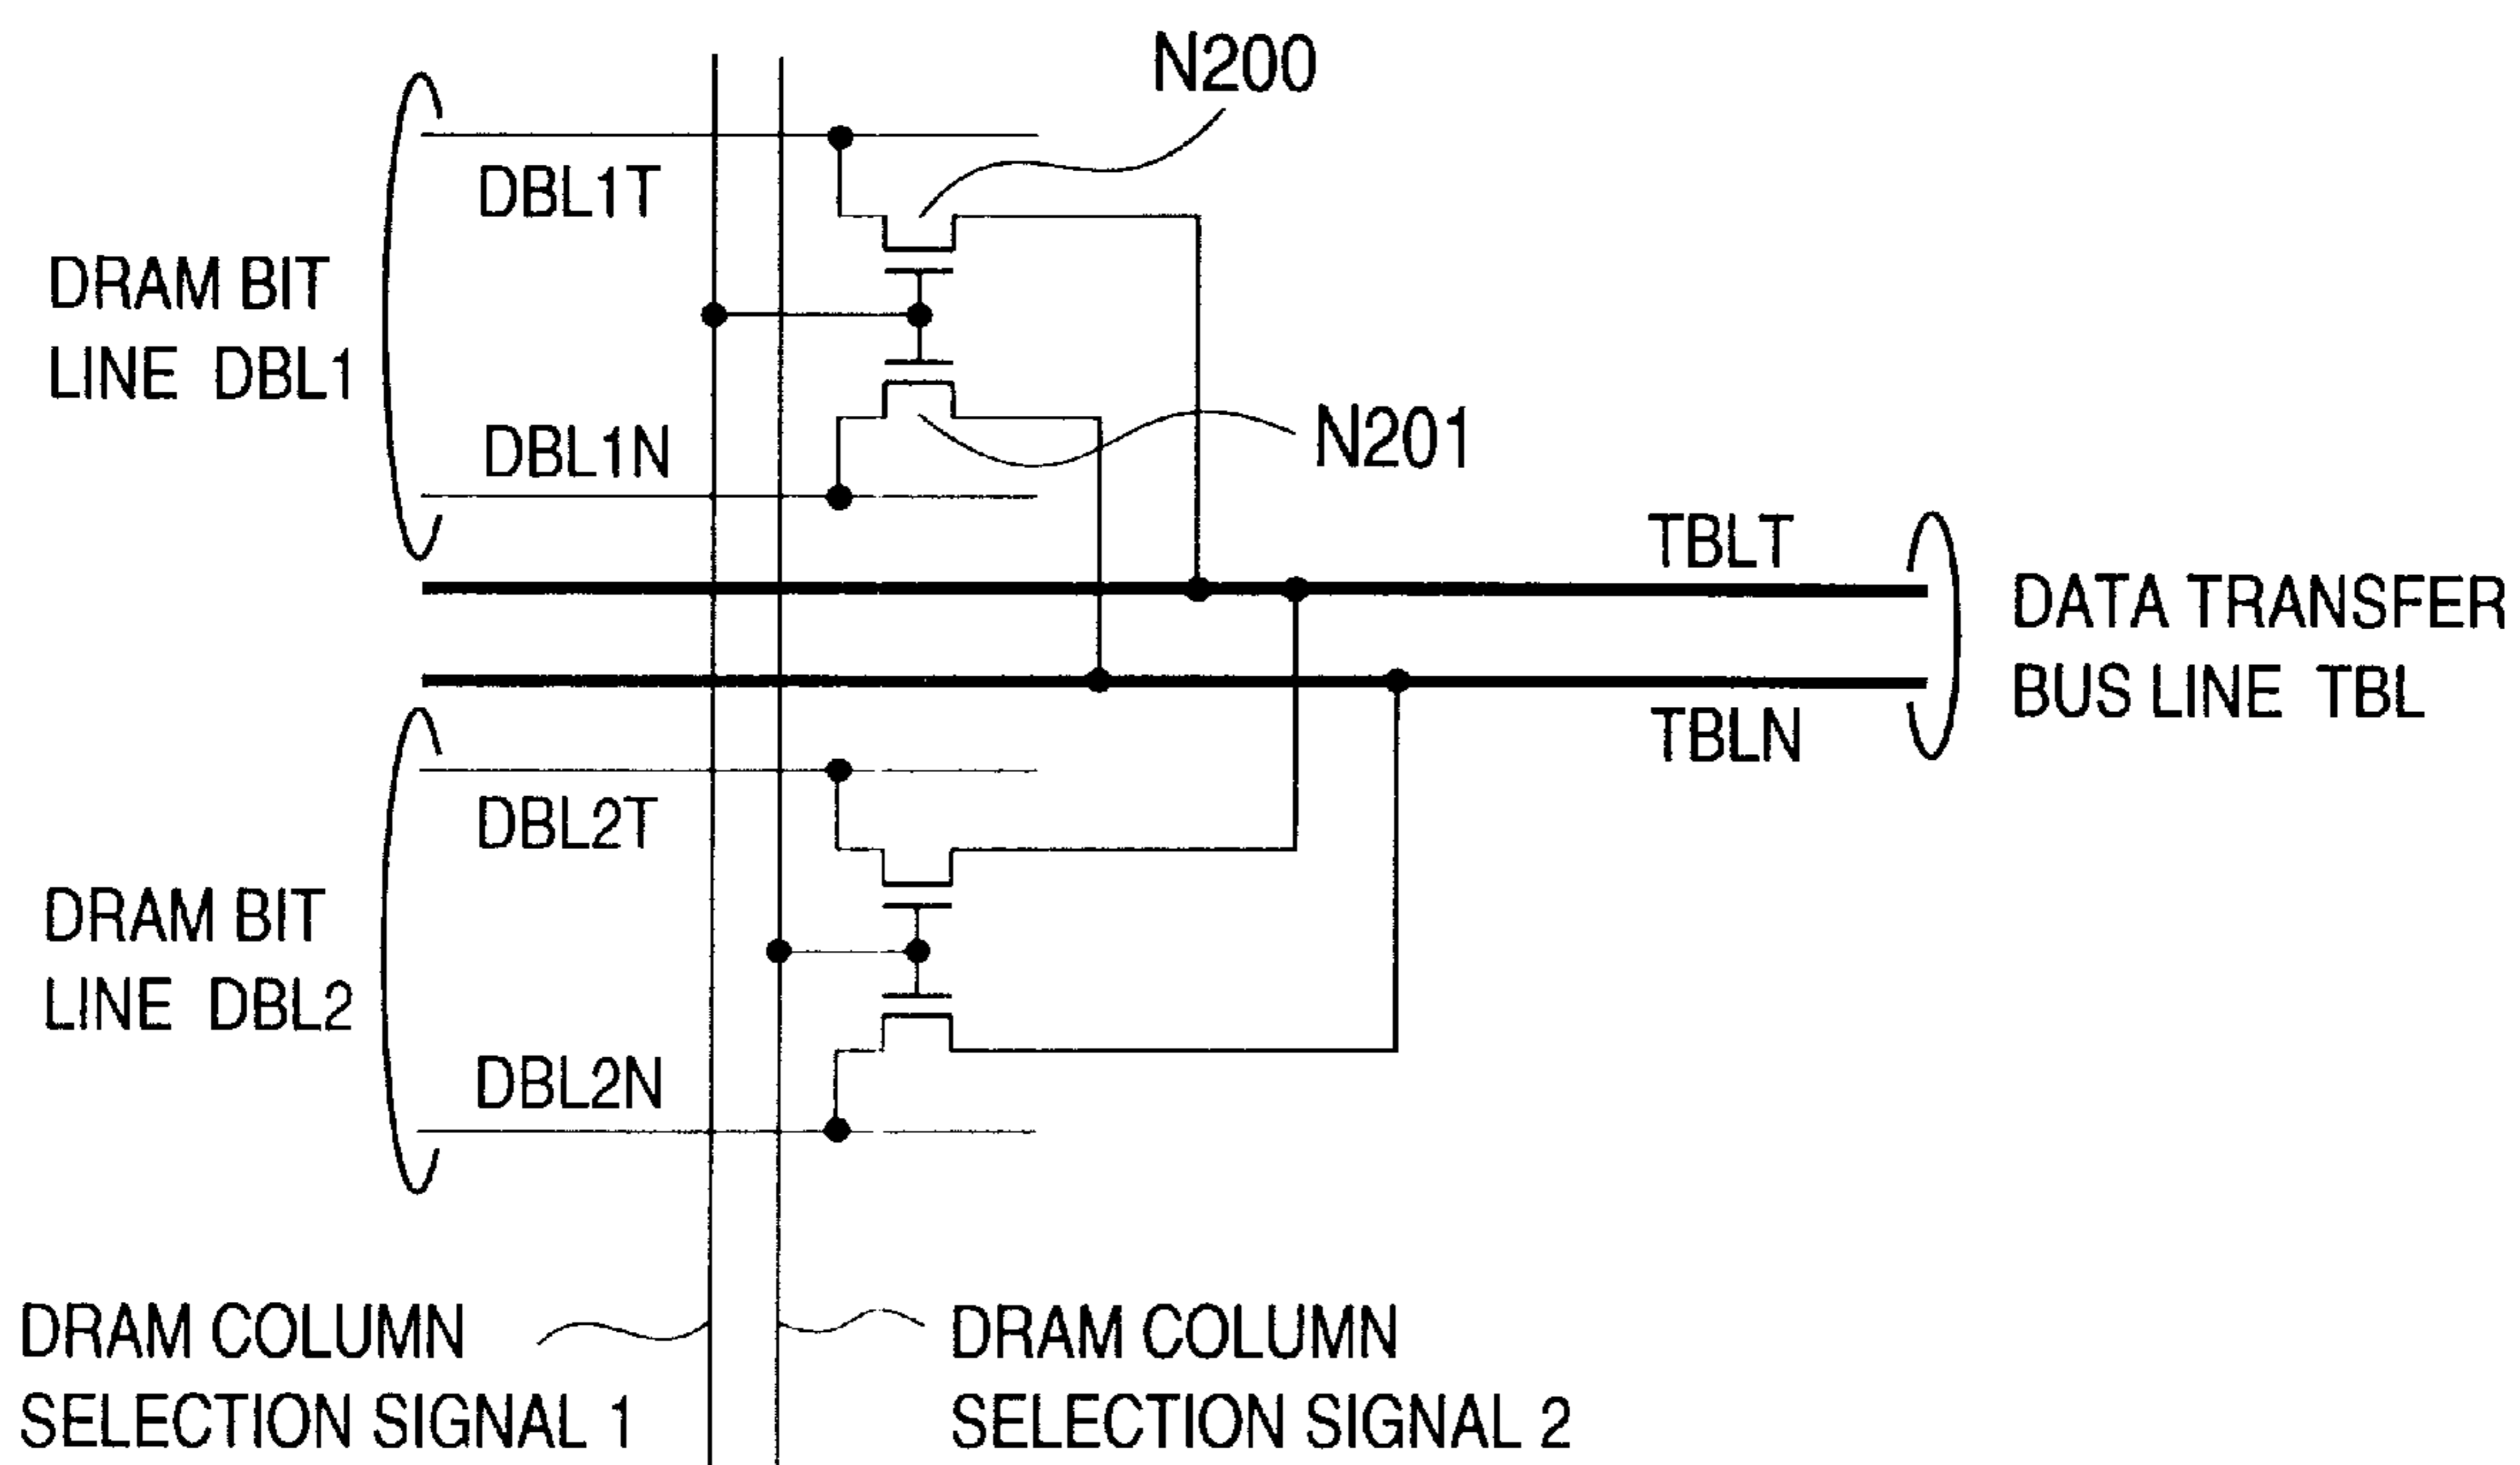 N200
DBL1T
DRAM BIT
LINE DBL1
DBL1N
N201
TBLT
DATA TRANSFER
BUS LINE TBL
TBLN
DBL2T
DRAM BIT
LINE DBL2
DBL2N
DRAM COLUMN
SELECTION SIGNAL 1
DRAM COLUMN
SELECTION SIGNAL 2